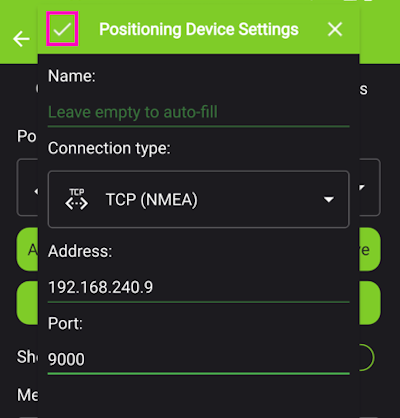 Positioning Device Settings
Name:
Leave empty to auto-fill
Connection type:
TCP
TCP (NMEA)
Address:
192.168.240.9
Port:
9000